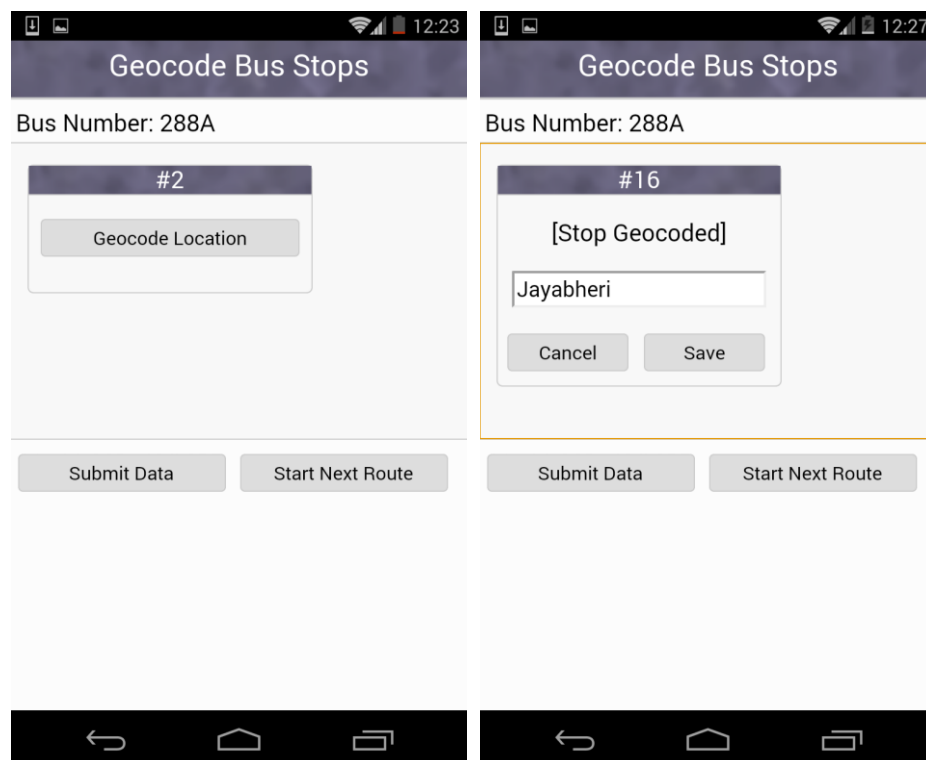 12:23
Geocode Bus Stops
Bus Number: 288A
#2
Geocode Location
Submit Data
Start Next Route
12:27
Geocode Bus Stops
Bus Number: 288A
#16
[Stop Geocoded]
Jayabheri
Cancel
Save
Submit Data
Start Next Route